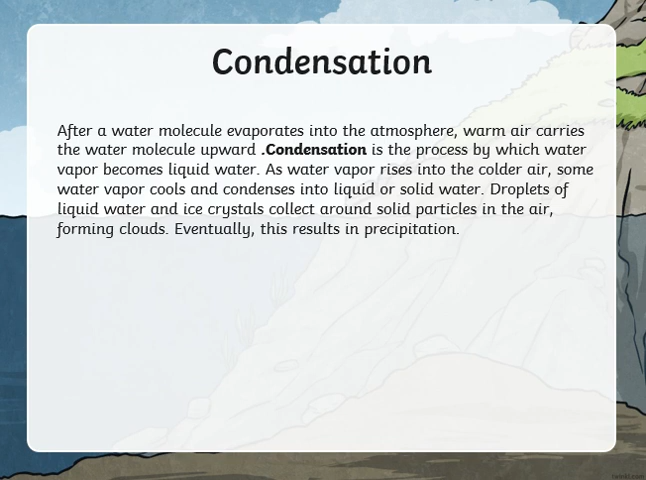 Condensation
After a water molecule evaporates into the atmosphere, warm air carries
the water molecule upward .Condensation is the process by which water
vapor becomes liquid water. As water vapor rises into the colder air, some
water vapor cools and condenses into liquid or solid water. Droplets of
liquid water and ice crystals collect around solid particles in the air,
forming clouds. Eventually, this results in precipitation.